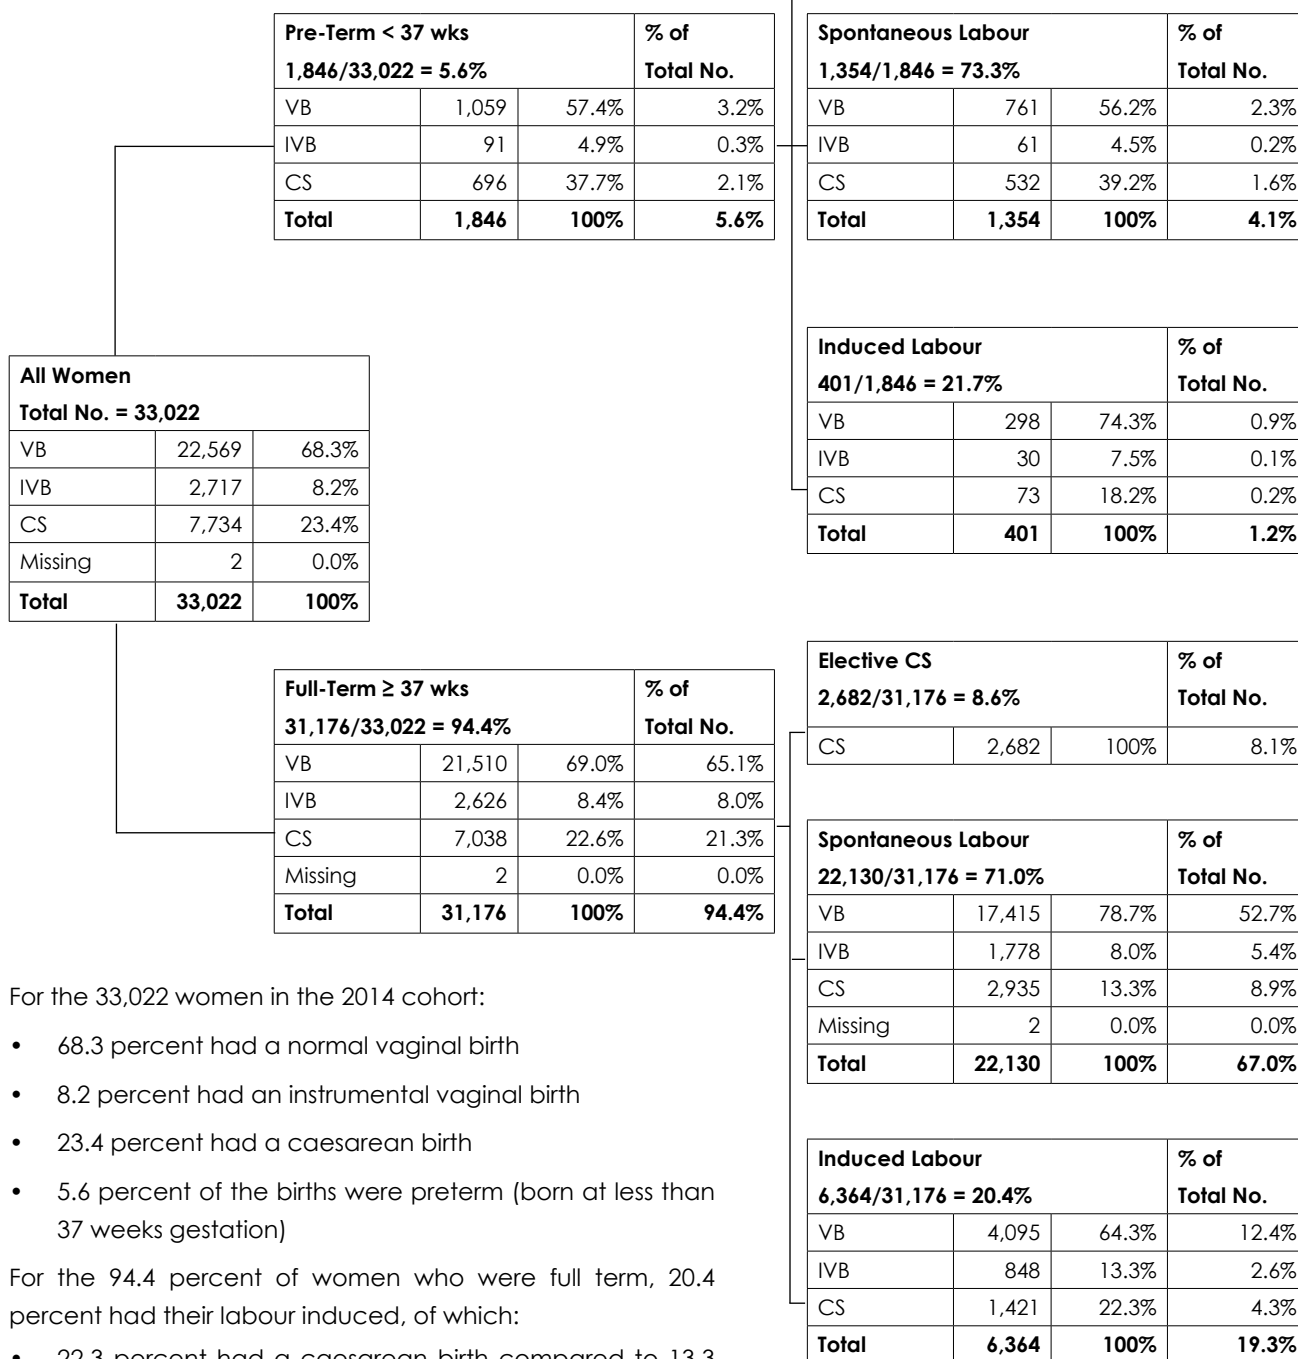 Pre-Term < 37 wks % of
1,846/33,022 = 5.6% Total No.
VB 1,059 57.4% 3.2%
IVB 91 4.9% 0.3%
CS 696 37.7% 2.1%
Total 1,846 100% 5.6%
Spontaneous Labour % of
1,354/1,846 = 73.3% Total No.
VB 761 56.2% 2.3%
IVB 61 4.5% 0.2%
CS 532 39.2% 1.6%
Total 1,354 100% 4.1%
Induced Labour % of
401/1,846 = 21.7% Total No.
VB 298 74.3% 0.9%
IVB 30 7.5% 0.1%
CS 73 18.2% 0.2%
Total 401 100% 1.2%
All Women
Total No. = 33,022
VB 22,569 68.3%
IVB 2,717 8.2%
CS 7,734 23.4%
Missing 2 0.0%
Total 33,022 100%
Full-Term ≥ 37 wks % of
31,176/33,022 = 94.4% Total No.
VB 21,510 69.0% 65.1%
IVB 2,626 8.4% 8.0%
CS 7,038 22.6% 21.3%
Missing 2 0.0% 0.0%
Total 31,176 100% 94.4%
Elective CS % of
2,682/31,176 = 8.6% Total No.
CS 2,682 100% 8.1%
Spontaneous Labour % of
22,130/31,176 = 71.0% Total No.
VB 17,415 78.7% 52.7%
IVB 1,778 8.0% 5.4%
CS 2,935 13.3% 8.9%
Missing 2 0.0% 0.0%
Total 22,130 100% 67.0%
Induced Labour % of
6,364/31,176 = 20.4% Total No.
VB 4,095 64.3% 12.4%
IVB 848 13.3% 2.6%
CS 1,421 22.3% 4.3%
Total 6,364 100% 19.3%
For the 33,022 women in the 2014 cohort:
• 68.3 percent had a normal vaginal birth
• 8.2 percent had an instrumental vaginal birth
• 23.4 percent had a caesarean birth
• 5.6 percent of the births were preterm (born at less than
37 weeks gestation)
For the 94.4 percent of women who were full term, 20.4
percent had their labour induced, of which:
• 22.3 percent had a caesarean birth compared to 13.3